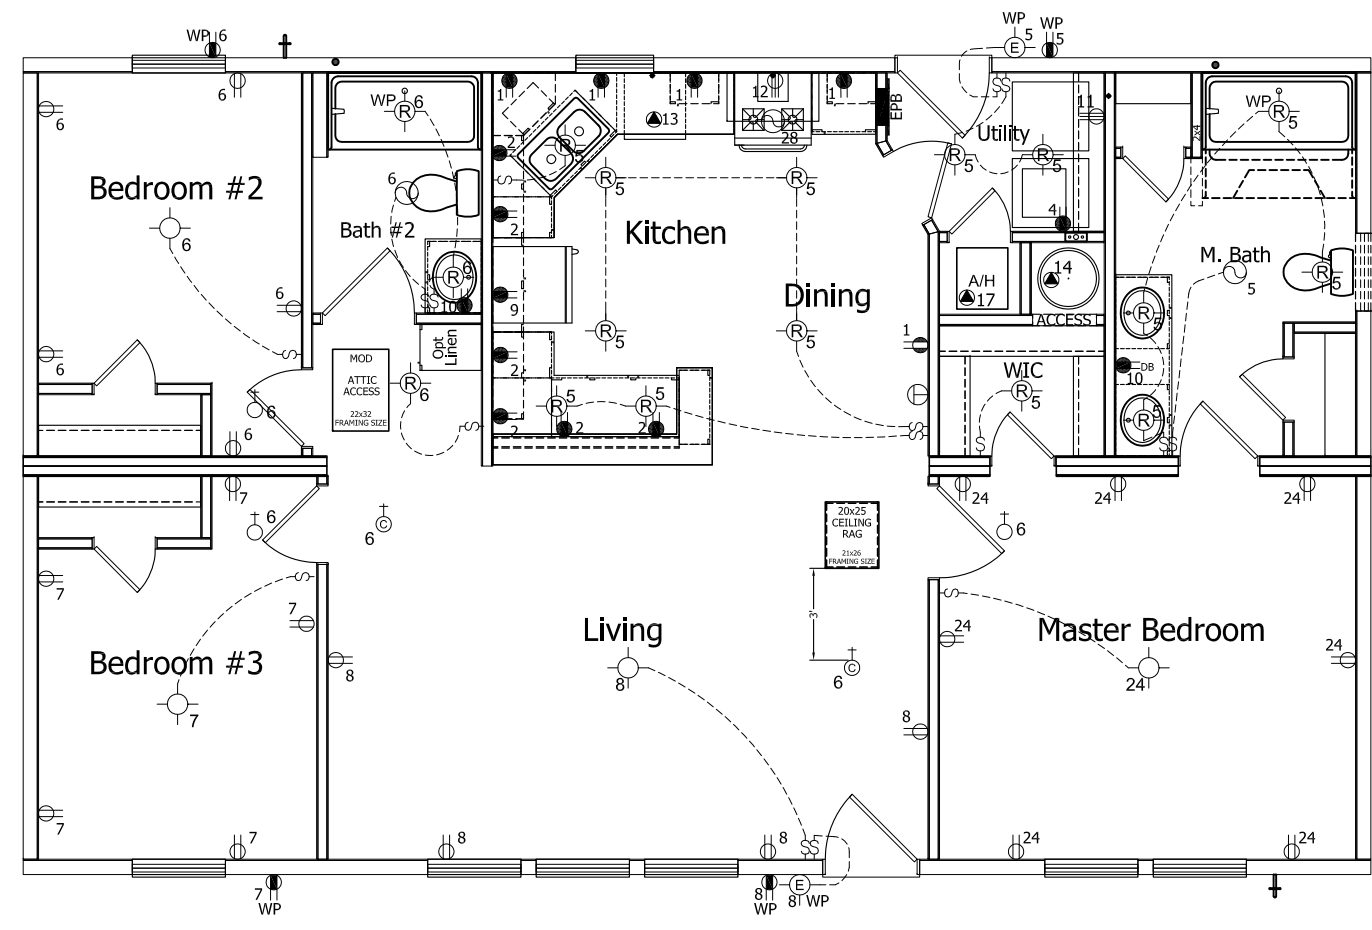 WP 6
WP
5
E
WP
5
6
6
WP
R
6
1
1
1
12
1
EPB
11
13
28
2
R
5
Utility
R
5
R
5
2x4
WP
R
5
Bedroom #2
6
S
R
5
R
5
4
6
Bath #2
2
Kitchen
M. Bath
R
6
10
S S
14
A/H
17
5
R
5
6
9
Dining
ACCESS
R
5
S
6
Opt
Linen
MOD
ATTIC
ACCESS
22x32
FRAMING SIZE
R
6
2
R
5
R
5
1
WIC
R
5
DB
10
6
R
5
R
5
S
S
S
S
S S
R
5
6
2
2
2
7
24
24
24
6
6
C
6
20x25
CEILING
RAG
21x26
FRAMING SIZE
6
S
7
S
7
3'
24
Living
Master Bedroom
Bedroom #3
8
8
C
6
24
24
7
8
7
7
8
8
S S
24
24
7
WP
8
WP
E
8 WP